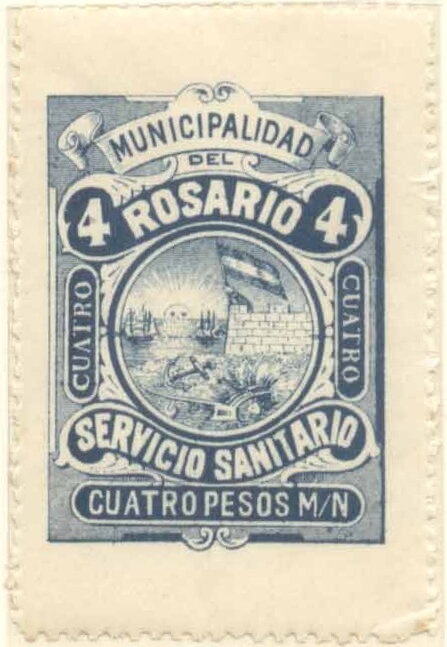 MUNICIPALIDAD
DEL
4 ROSARIO 4
CUATRO CUATRO
SERVICIO SANITARIO
CUATRO PESOS M/N